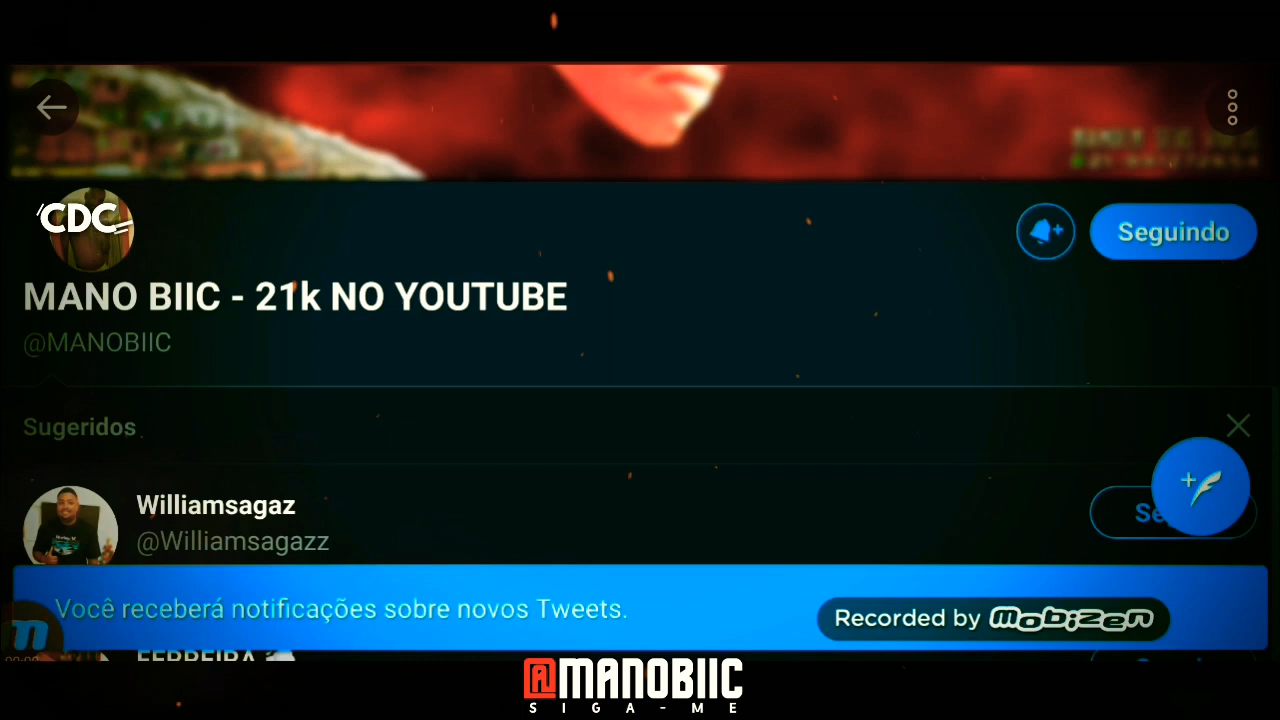 CDC
Seguindo
MANO BIIC - 21k NO YOUTUBE
@MANOBIIC
Sugeridos
Williamsagaz
@Williamsagazz
Você receberá notificações sobre novos Tweets.
Recorded by mobizen
FERREIRA
@MANOBIIC
SIGA-ME